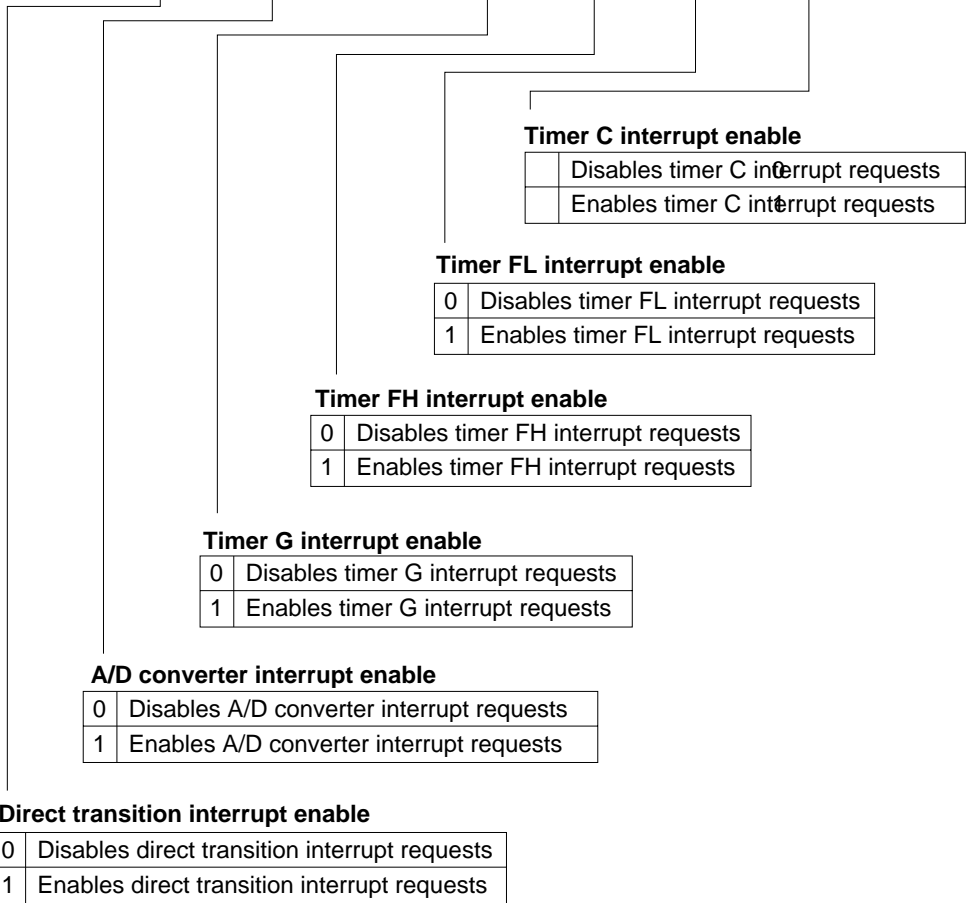 Timer C interrupt enable
0 Disables timer C interrupt requests
1 Enables timer C interrupt requests
Timer FL interrupt enable
0 Disables timer FL interrupt requests
1 Enables timer FL interrupt requests
Timer FH interrupt enable
0 Disables timer FH interrupt requests
1 Enables timer FH interrupt requests
Timer G interrupt enable
0 Disables timer G interrupt requests
1 Enables timer G interrupt requests
A/D converter interrupt enable
0 Disables A/D converter interrupt requests
1 Enables A/D converter interrupt requests
Direct transition interrupt enable
0 Disables direct transition interrupt requests
1 Enables direct transition interrupt requests